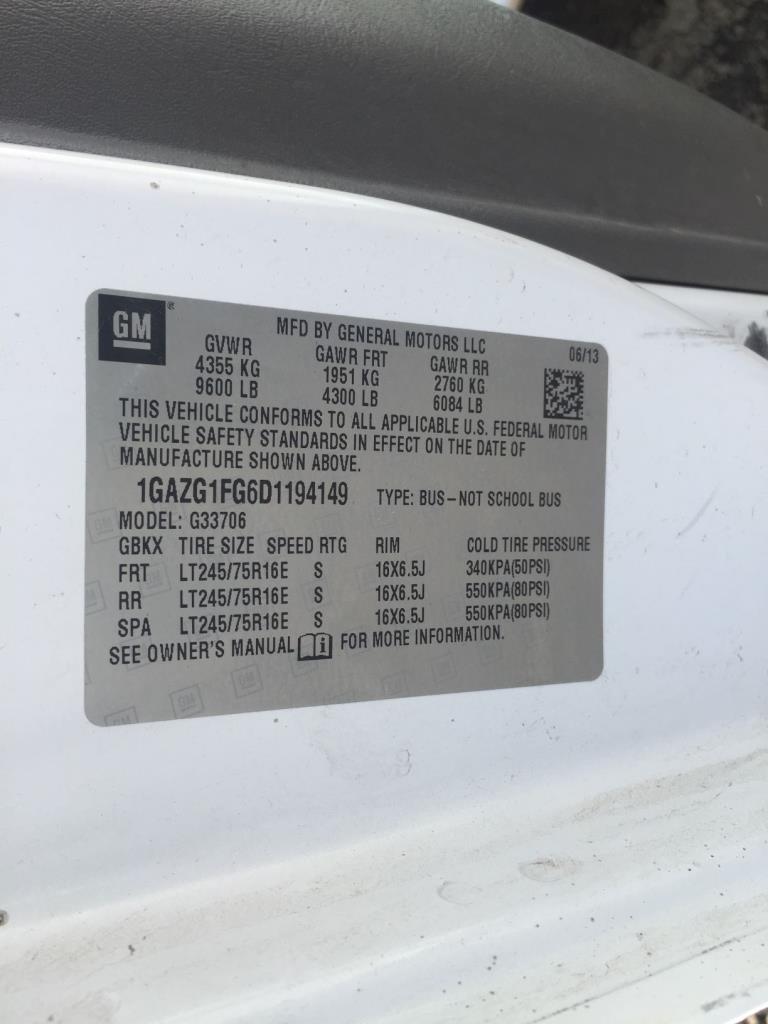 GM ®
MFD BY GENERAL MOTORS LLC 06/13
GVWR GAWR FRT GAWR RR
4355 KG 1951 KG 2760 KG
9600 LB 4300 LB 6084 LB
THIS VEHICLE CONFORMS TO ALL APPLICABLE U.S. FEDERAL MOTOR
VEHICLE SAFETY STANDARDS IN EFFECT ON THE DATE OF
MANUFACTURE SHOWN ABOVE.
1GAZG1FG6D1194149 TYPE: BUS – NOT SCHOOL BUS
MODEL: G33706
GBKX TIRE SIZE SPEED RTG RIM COLD TIRE PRESSURE
FRT LT245/75R16E S 16X6.5J 340KPA(50PSI)
RR LT245/75R16E S 16X6.5J 550KPA(80PSI)
SPA LT245/75R16E S 16X6.5J 550KPA(80PSI)
SEE OWNER'S MANUAL i FOR MORE INFORMATION.
GM GM GM